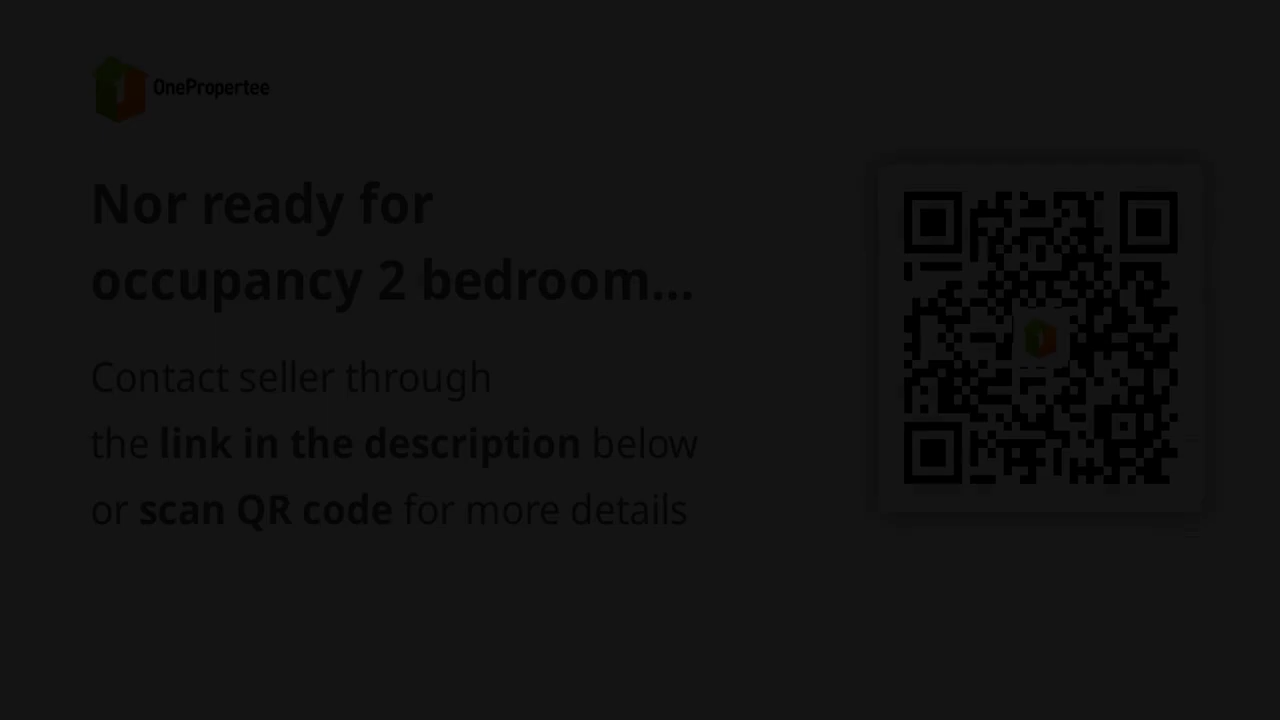 OnePropertee
Nor ready for
occupancy 2 bedroom...
Contact seller through
the link in the description below
or scan QR code for more details